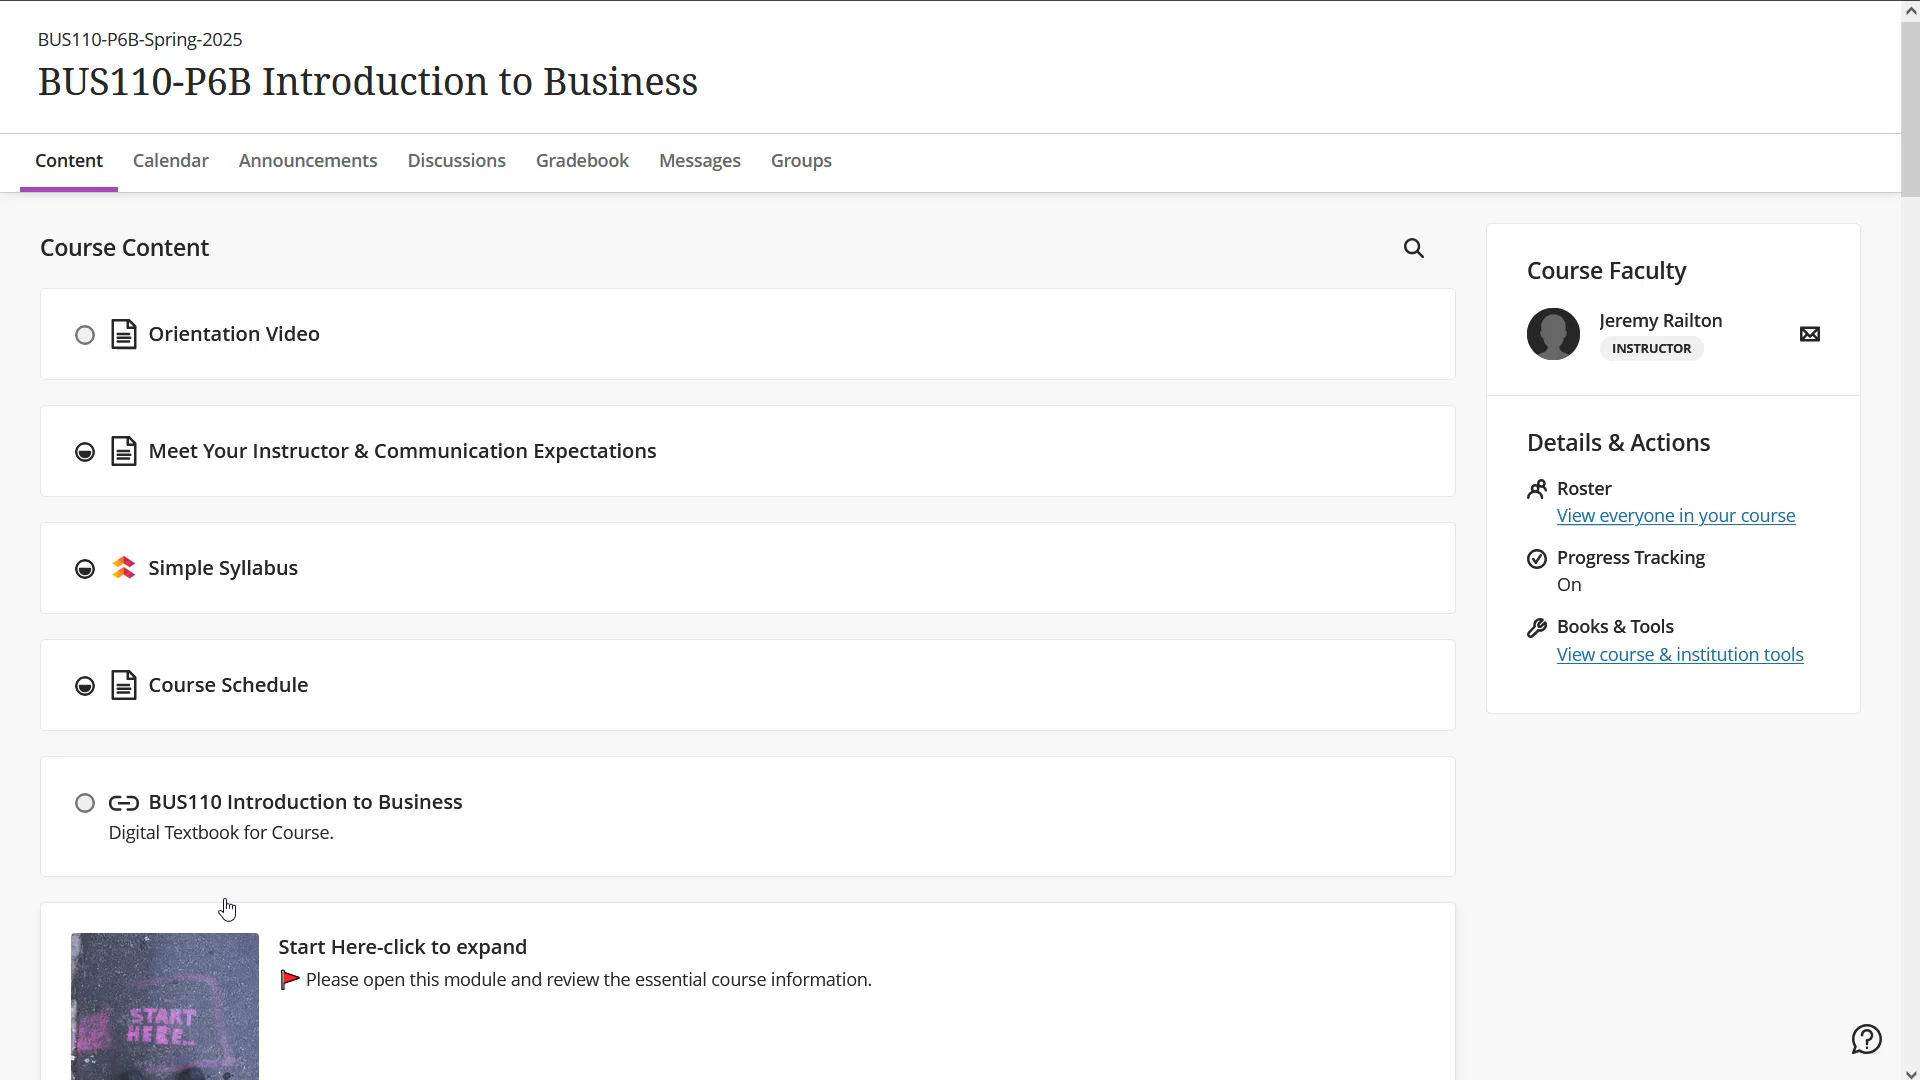 BUS110-P6B-Spring-2025
BUS110-P6B Introduction to Business
Content Calendar Announcements Discussions Gradebook Messages Groups
Course Content
Orientation Video
Meet Your Instructor & Communication Expectations
Simple Syllabus
Course Schedule
BUS110 Introduction to Business
Digital Textbook for Course.
START
HERE...
Start Here-click to expand
Please open this module and review the essential course information.
Course Faculty
Jeremy Railton
INSTRUCTOR
Details & Actions
Roster
View everyone in your course
Progress Tracking
On
Books & Tools
View course & institution tools